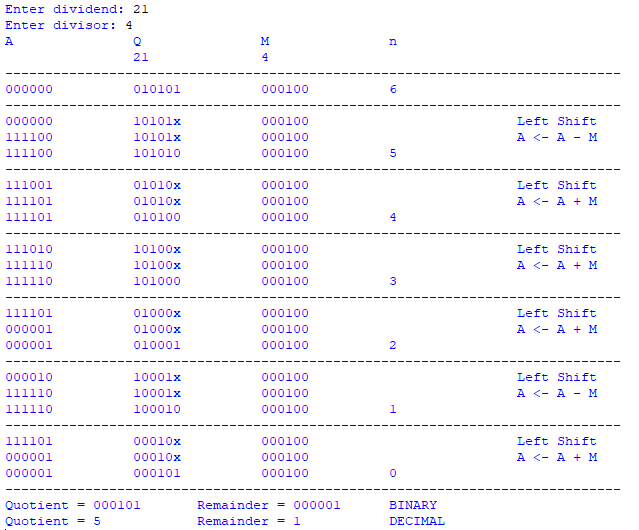 Enter dividend: 21
Enter divisor: 4
A Q M n
21 4
000000 010101 000100 6
000000 10101x 000100 Left Shift
111100 10101x 000100 A <- A - M
111100 101010 000100 5
111001 01010x 000100 Left Shift
111101 01010x 000100 A <- A + M
111101 010100 000100 4
111010 10100x 000100 Left Shift
111110 10100x 000100 A <- A + M
111110 101000 000100 3
111101 01000x 000100 Left Shift
000001 01000x 000100 A <- A + M
000001 010001 000100 2
000010 10001x 000100 Left Shift
111110 10001x 000100 A <- A - M
111110 100010 000100 1
111101 00010x 000100 Left Shift
000001 00010x 000100 A <- A + M
000001 000101 000100 0
Quotient = 000101 Remainder = 000001 BINARY
Quotient = 5 Remainder = 1 DECIMAL